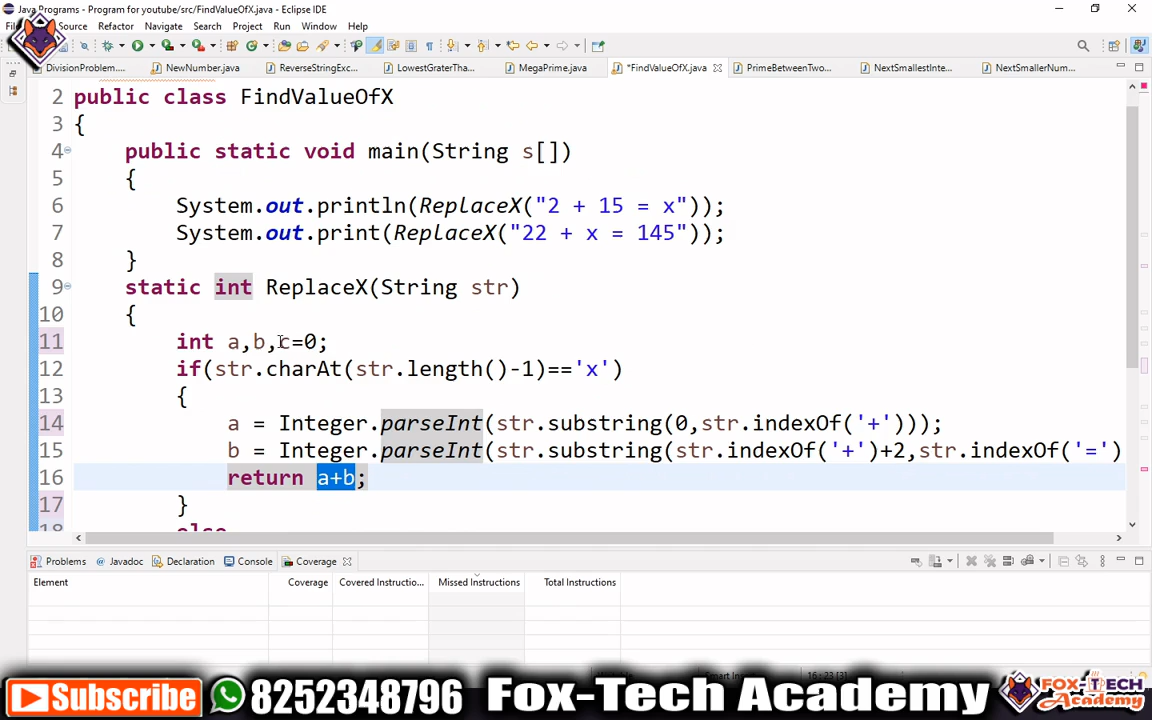 Java Programs - Program for youtube/src/FindValueOfX.java - Eclipse IDE
Source Refactor Navigate Search Project Run Window Help
DivisionProblem.... NewNumber.java ReverseStringExc... LowestGraterTha... MegaPrime.java *FindValueOfX.java PrimeBetweenTwo... NextSmallestInte... NextSmallerNum...
2 public class FindValueOfX
3 {
4 public static void main(String s[])
5 {
6 System.out.println(ReplaceX("2 + 15 = x"));
7 System.out.print(ReplaceX("22 + x = 145"));
8 }
9 static int ReplaceX(String str)
10 {
11 int a,b,c=0;
12 if(str.charAt(str.length()-1)=='x')
13 {
14 a = Integer.parseInt(str.substring(0,str.indexOf('+')));
15 b = Integer.parseInt(str.substring(str.indexOf('+')+2,str.indexOf('=')
16 return a+b;
17 }
18 else
Problems Javadoc Declaration Console Coverage
Element Coverage Covered Instructio... Missed Instructions Total Instructions
Subscribe 8252348796 Fox-Tech Academy FOX-TECH
Academy